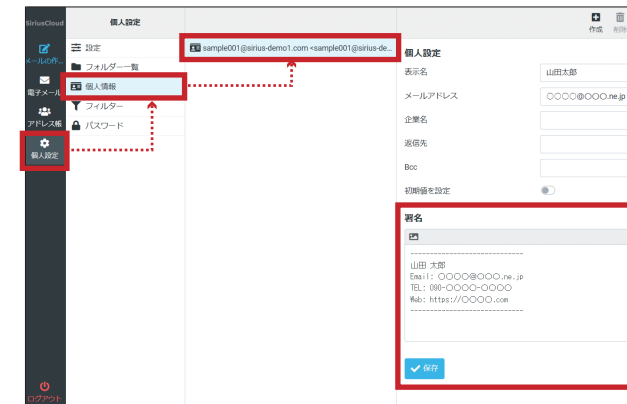 SiriusCloud
メールの作...
電子メール
アドレス帳
個人設定
ログアウト
個人設定
設定
フォルダー一覧
個人情報
フィルター
パスワード
sample001@sirius-demo1.com <sample001@sirius-de...
作成
削除
個人設定
表示名
山田太郎
メールアドレス
〇〇〇〇@〇〇〇.ne.jp
企業名
返信先
Bcc
初期値を設定
署名
----------------------------
山田 太郎
Email: 〇〇〇〇@〇〇〇.ne.jp
TEL: 090-〇〇〇〇-〇〇〇〇
Web: https://〇〇〇〇.com
----------------------------
保存